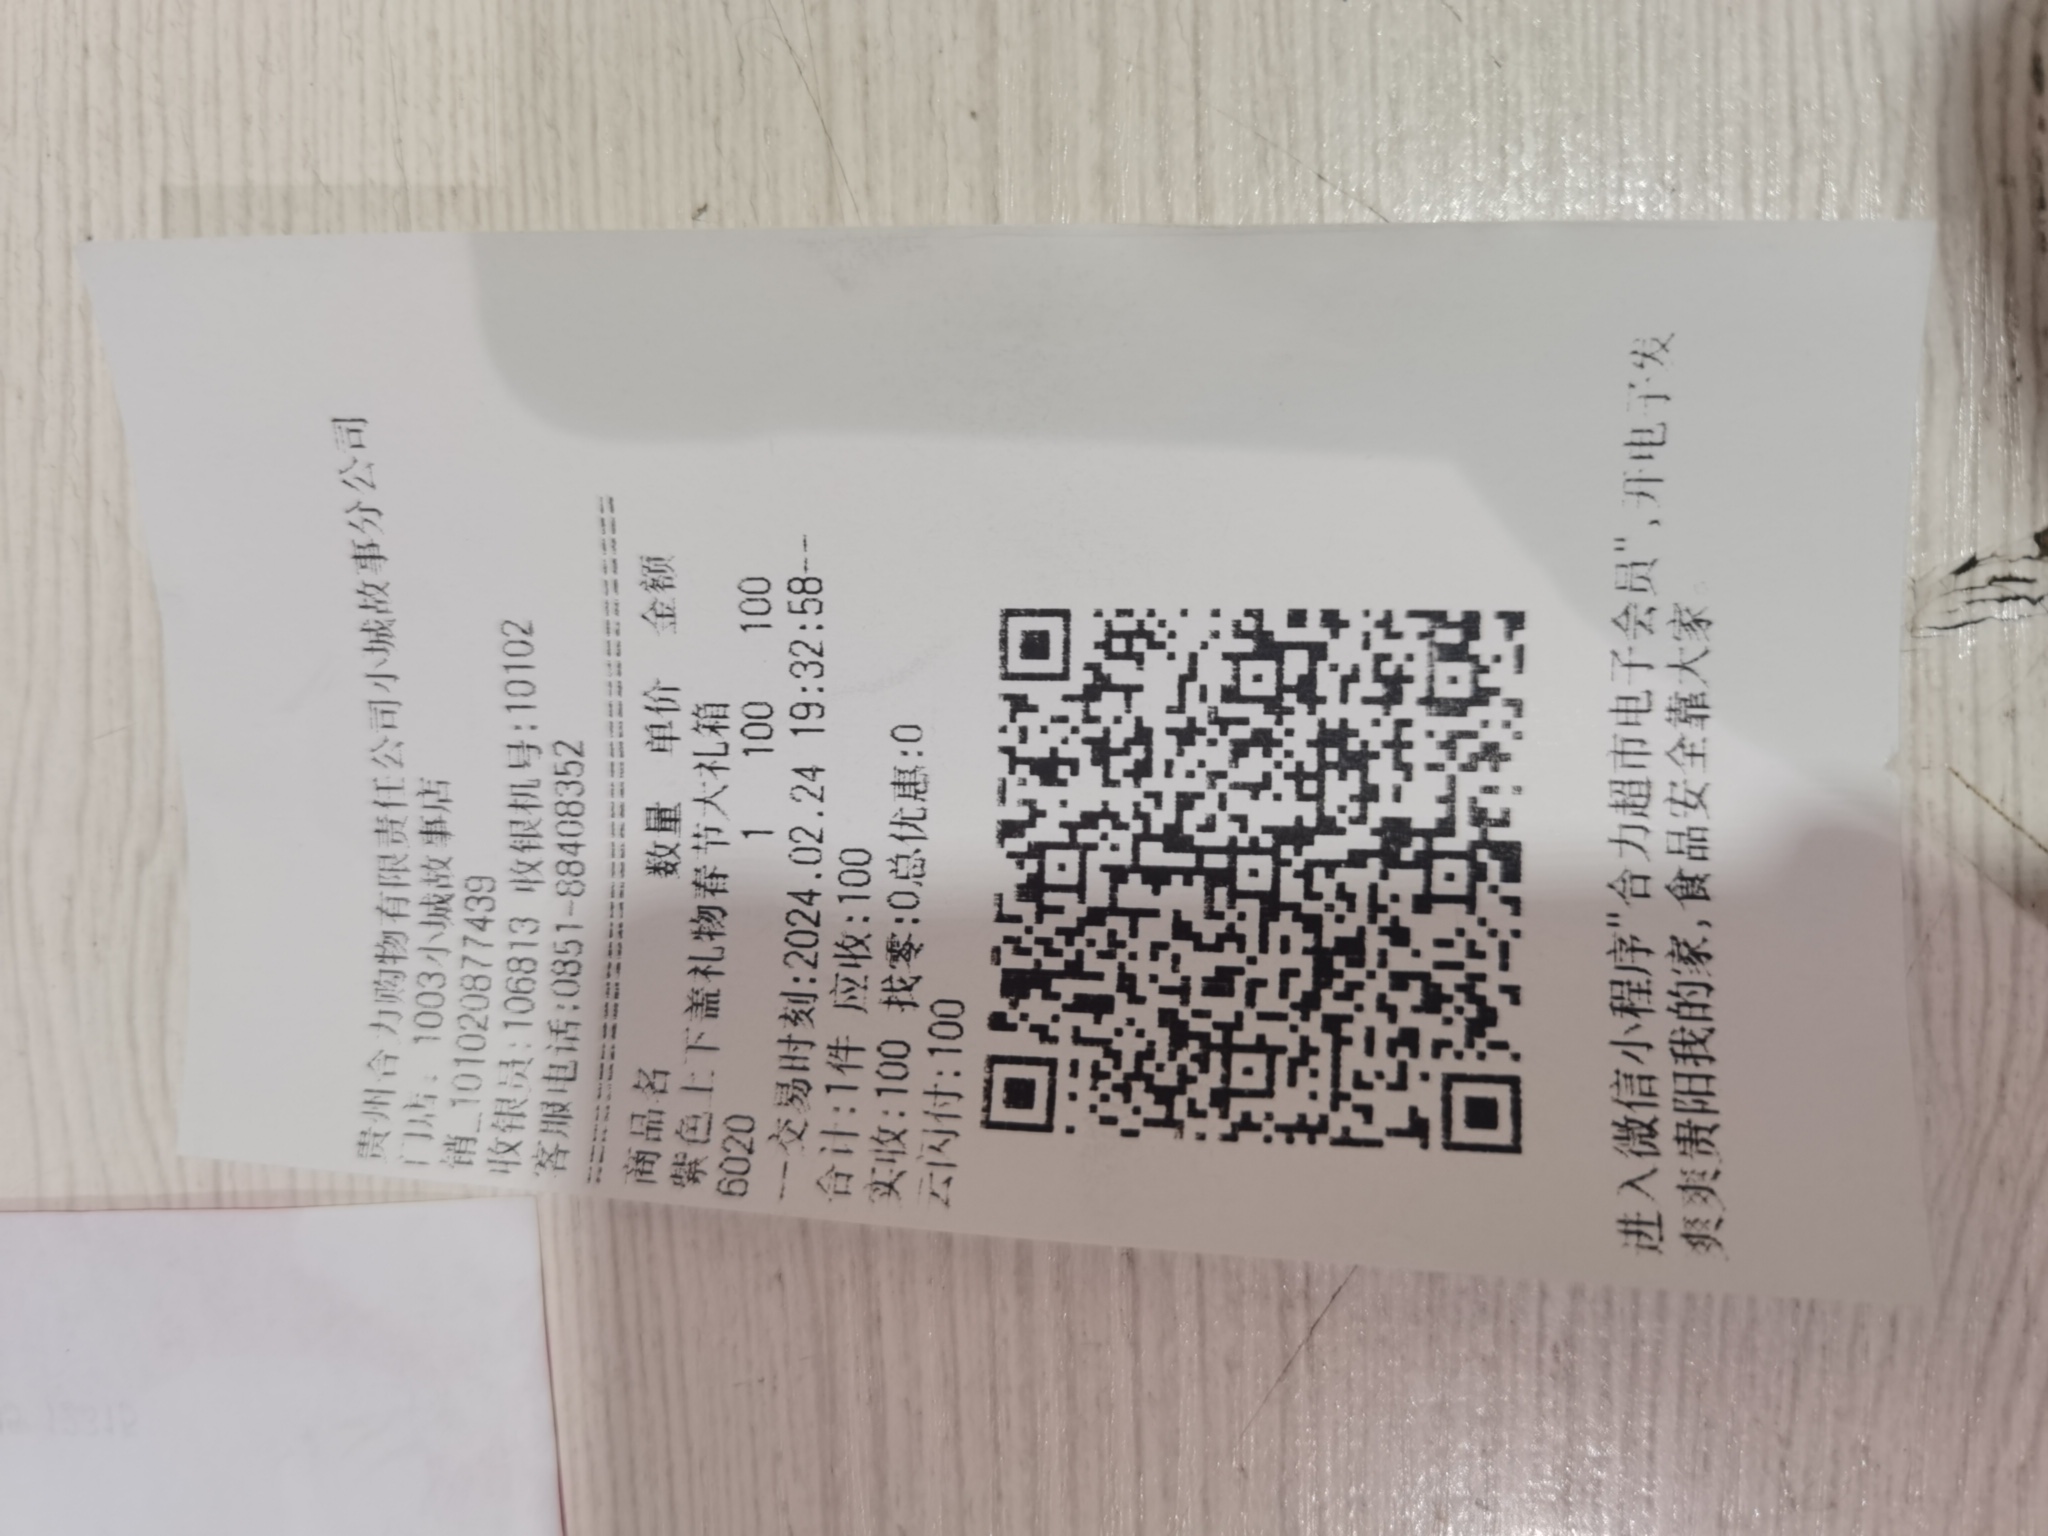 贵州合力购物有限责任公司小城故事分公司
门店: 1003小城故事店
销_101020877439
收银员:106813 收银机号:10102
客服电话:0851-88408352
商品名 数量 单价 金额
紫色上下盖礼物春节大礼箱
6020 1 100 100
--交易时刻:2024.02.24 19:32:58--
合计:1件 应收:100
实收:100 找零:0总优惠:0
云闪付:100
进入微信小程序"合力超市电子会员",开电子发
爽爽贵阳我的家,食品安全靠大家。